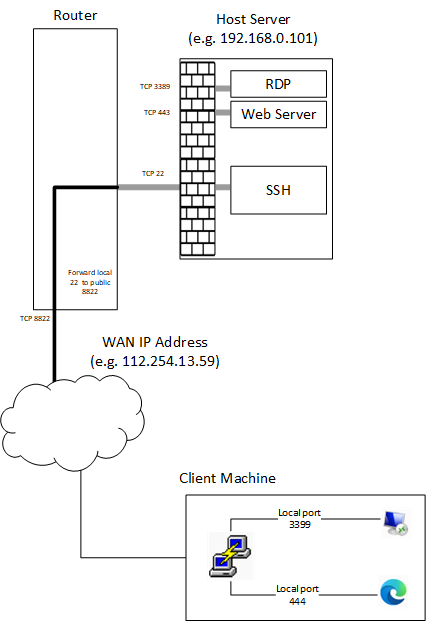 Router
Host Server
(e.g. 192.168.0.101)
TCP 3389
RDP
TCP 443
Web Server
TCP 22
SSH
Forward local
22 to public
8822
TCP 8822
WAN IP Address
(e.g. 112.254.13.59)
Client Machine
Local port
3399
Local port
444